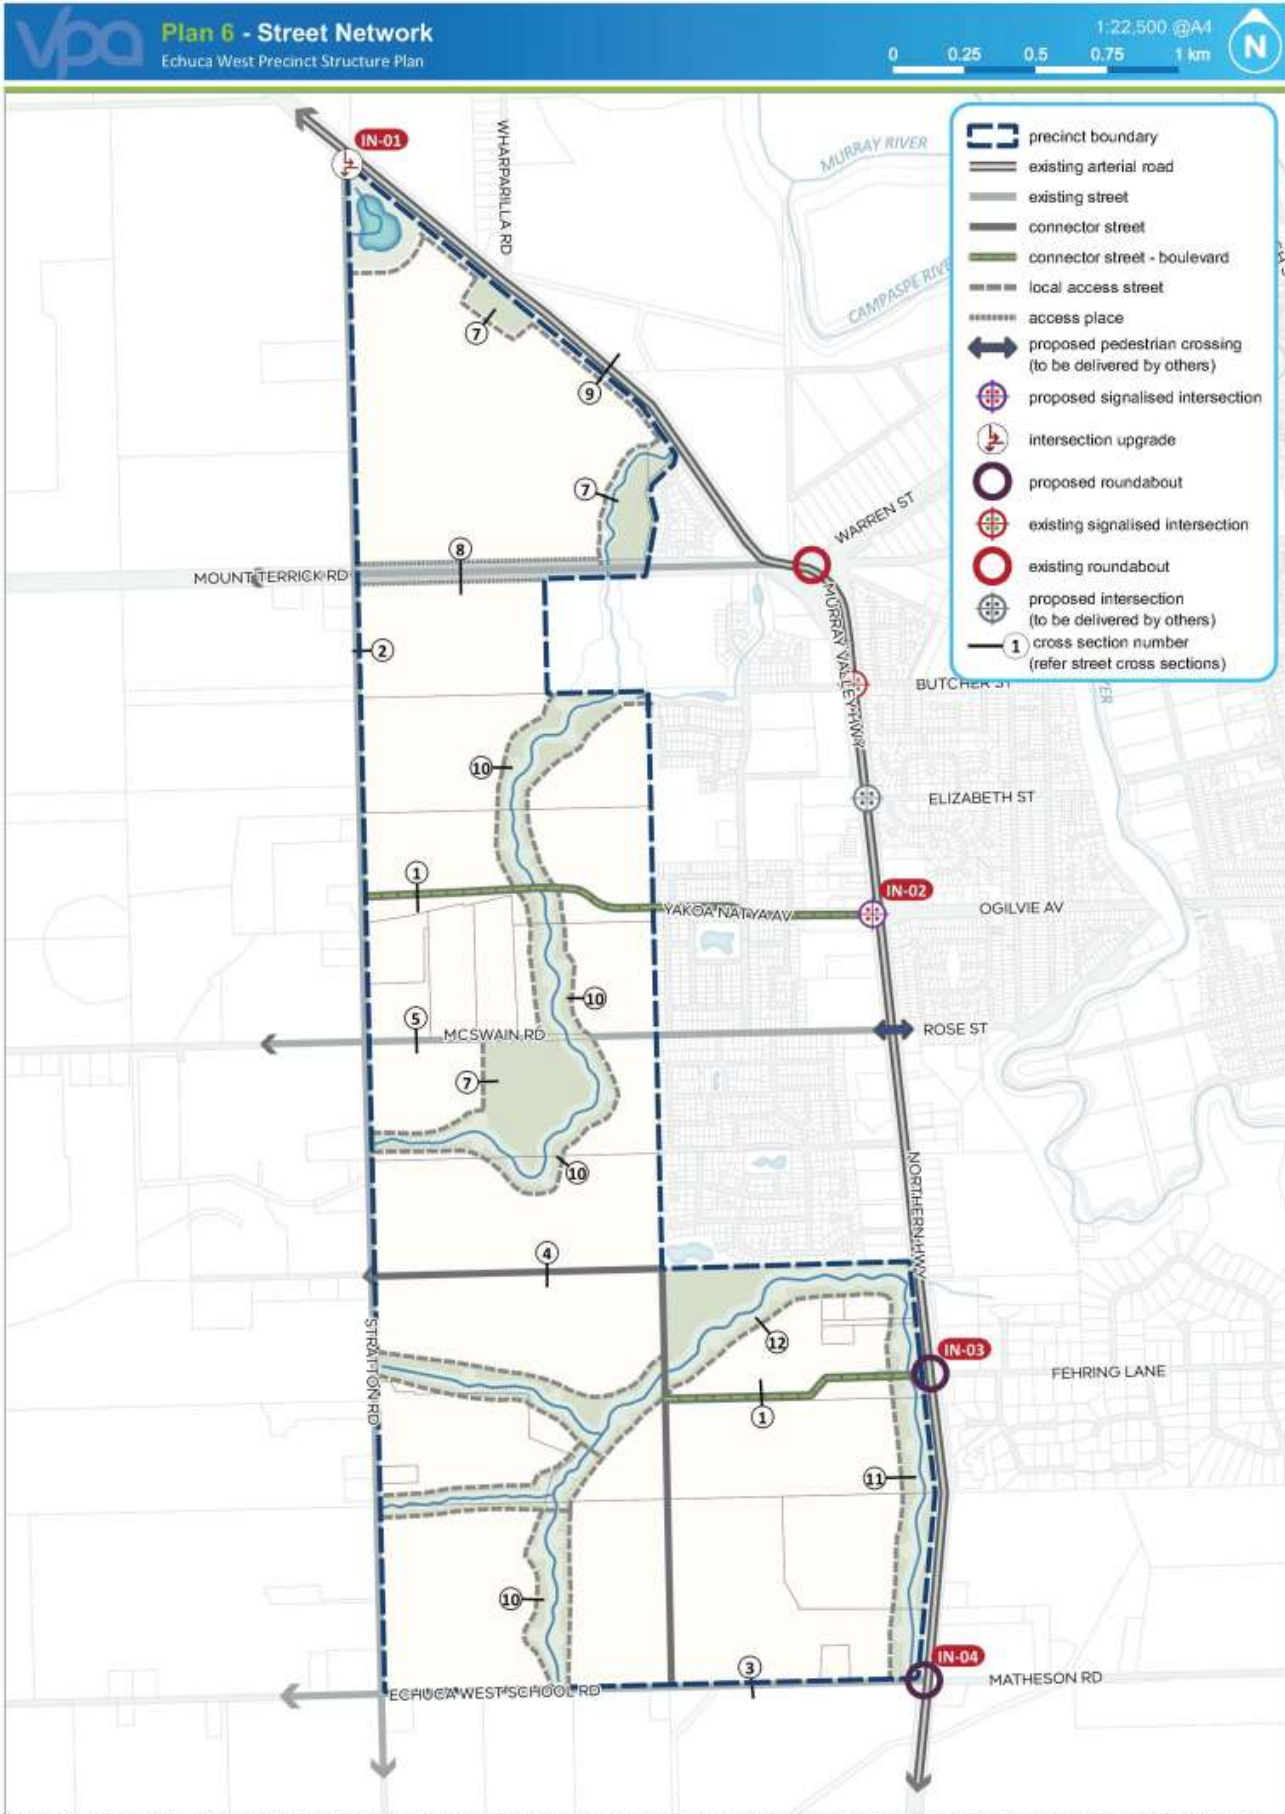 vpa
Plan 6 - Street Network
Echuca West Precinct Structure Plan
1:22,500 @A4
0 0.25 0.5 0.75 1 km
N
precinct boundary
existing arterial road
existing street
connector street
connector street - boulevard
local access street
access place
proposed pedestrian crossing
(to be delivered by others)
proposed signalised intersection
intersection upgrade
proposed roundabout
existing signalised intersection
existing roundabout
proposed intersection
(to be delivered by others)
1 cross section number
(refer street cross sections)
IN-01
WHARPARILLA RD
MURRAY RIVER
CAMPASPE RIVE
7
9
7
WARREN ST
8
MOUNT TERRICK RD
MURRAY VALLEY HWY
2
BUTCHER ST
10
ELIZABETH ST
1
IN-02
YAKOA NATYA AV
OGILVIE AV
10
5
MCSWAIN RD
ROSE ST
7
10
NORTHERN HWY
4
STRATTON RD
12
IN-03
FEHRING LANE
1
11
10
IN-04
3
MATHESON RD
ECHUCA WEST SCHOOL RD